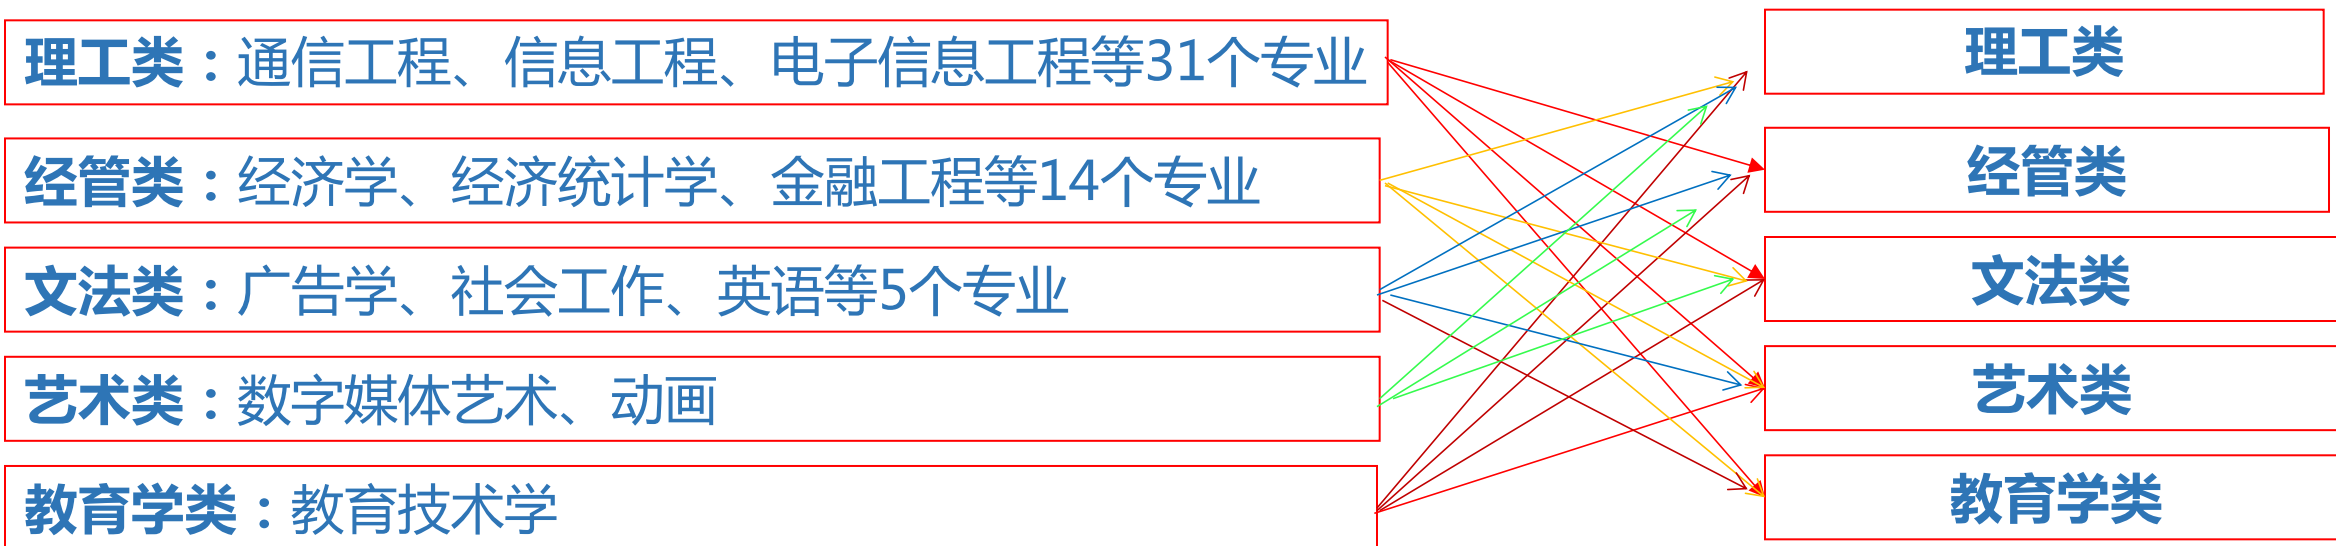 理工类：通信工程、信息工程、电子信息工程等31个专业
理工类
经管类：经济学、经济统计学、金融工程等14个专业
经管类
文法类：广告学、社会工作、英语等5个专业
文法类
艺术类：数字媒体艺术、动画
艺术类
教育学类：教育技术学
教育学类